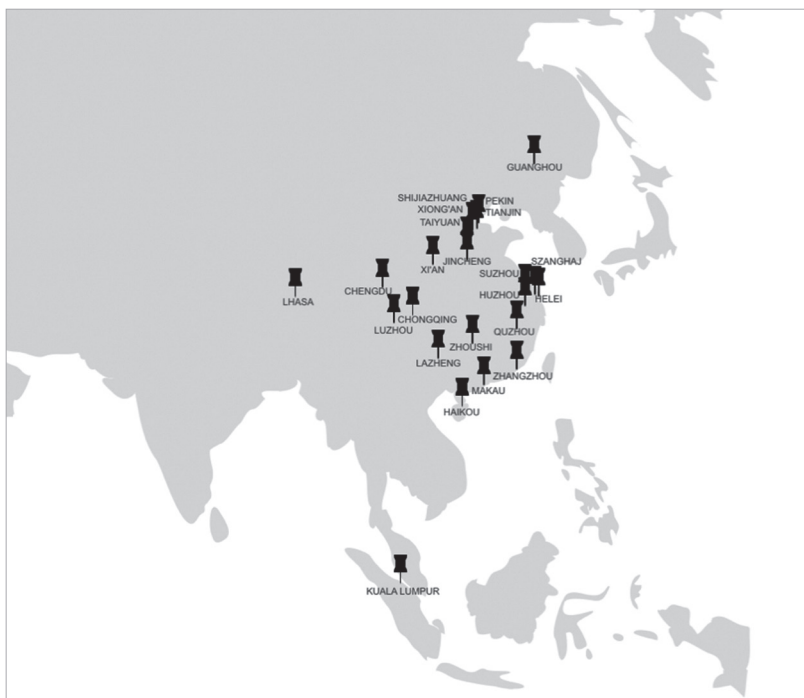 GUANGHOU
SHIJIAZHUANG
PEKIN
XIONG'AN
TIANJIN
TAIYUAN
JINCHENG
XI'AN
SUZHOU
SZANGHAJ
HUZHOU
HELEI
CHENGDU
LHASA
CHONGQING
LUZHOU
QUZHOU
ZHOUSHI
LAZHENG
ZHANGZHOU
MAKAU
HAIKOU
KUALA LUMPUR